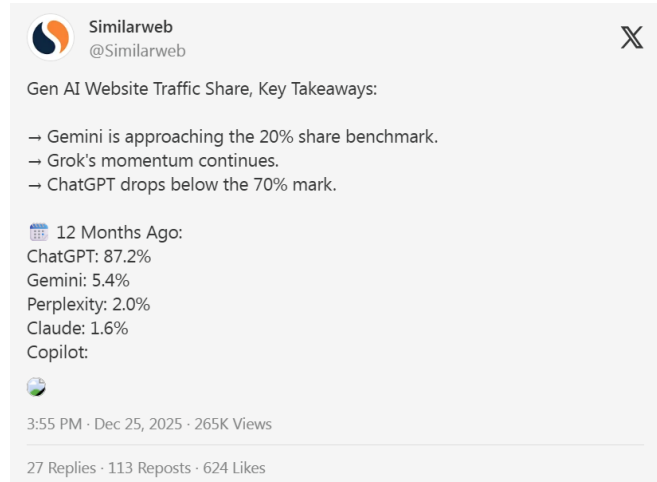 Similarweb
@Similarweb
Gen AI Website Traffic Share, Key Takeaways:
→ Gemini is approaching the 20% share benchmark.
→ Grok's momentum continues.
→ ChatGPT drops below the 70% mark.
🗓️ 12 Months Ago:
ChatGPT: 87.2%
Gemini: 5.4%
Perplexity: 2.0%
Claude: 1.6%
Copilot:
3:55 PM · Dec 25, 2025 · 265K Views
27 Replies · 113 Reposts · 624 Likes